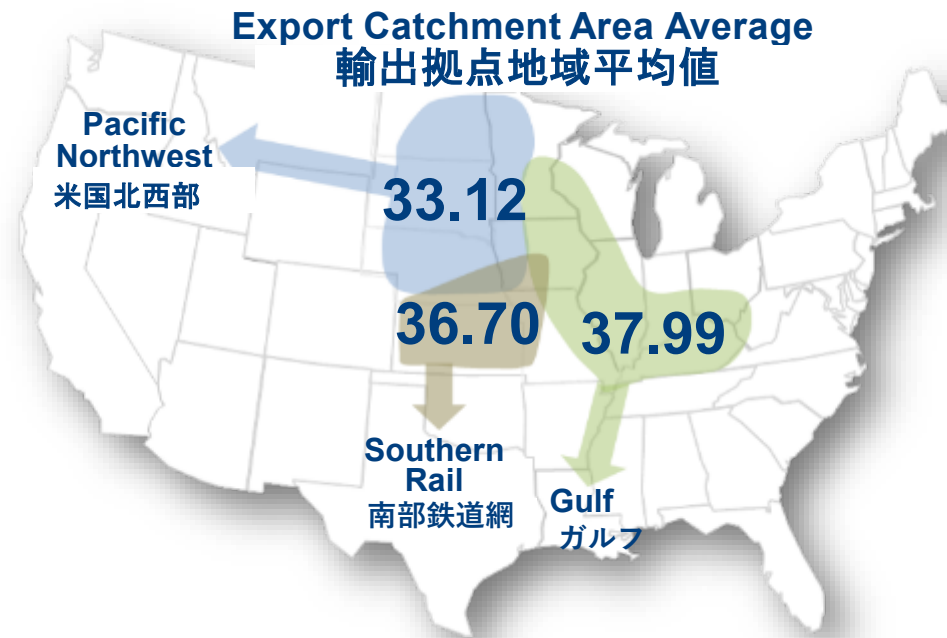 Export Catchment Area Average
輸出拠点地域平均値
Pacific
Northwest
米国北西部
33.12
36.70
37.99
Southern
Rail
南部鉄道網
Gulf
ガルフ